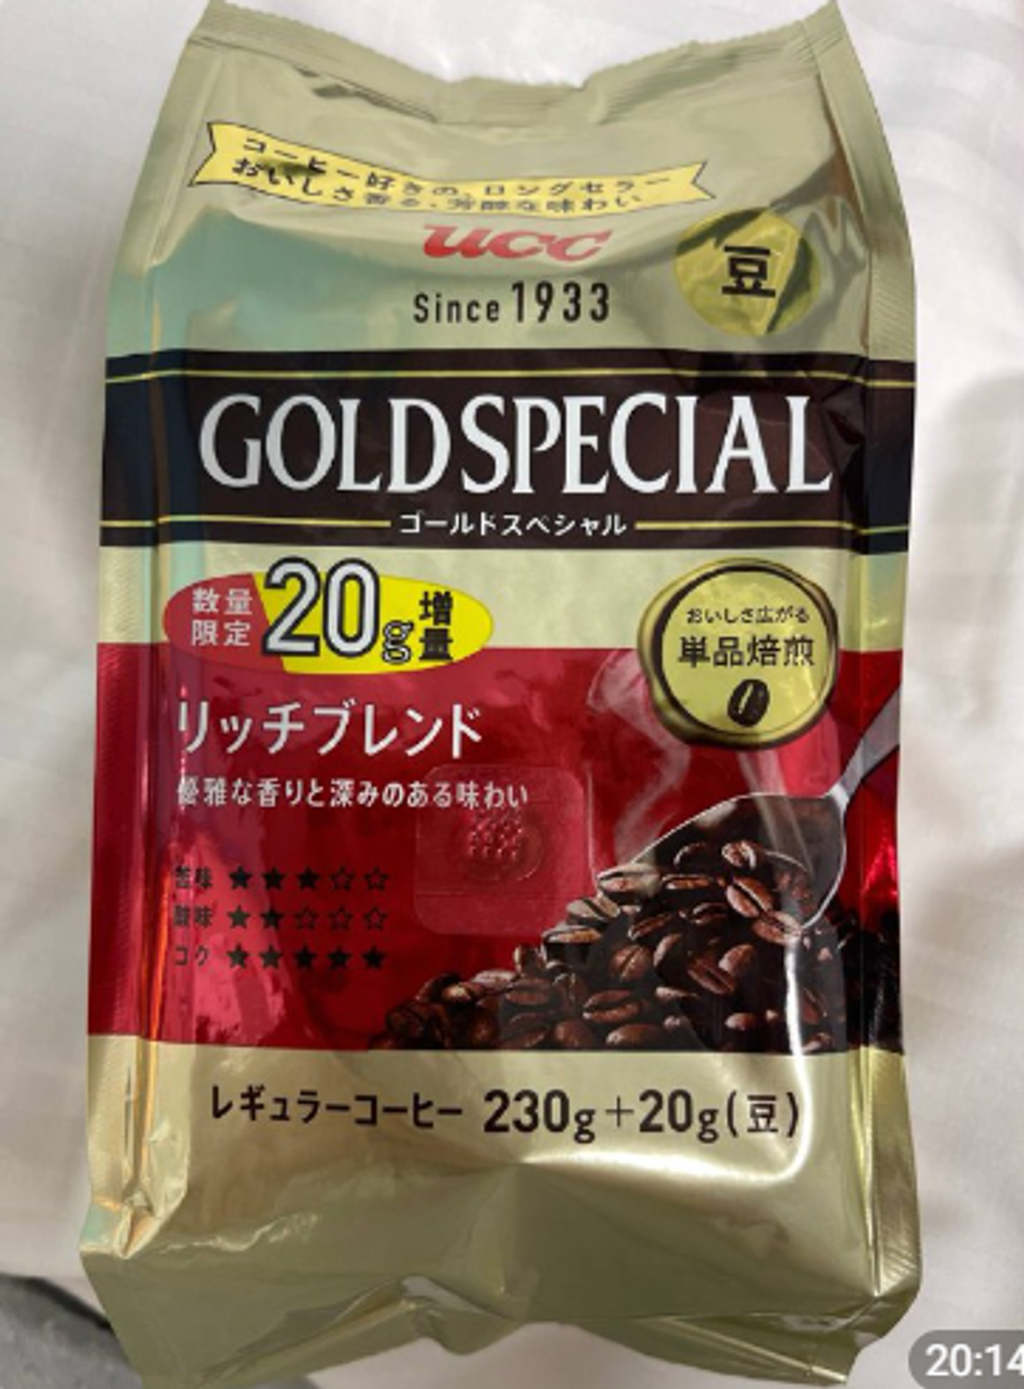 コーヒー好きの、ロングセラー
おいしさ香る、芳醇な味わい
ucc
豆
Since 1933
GOLD SPECIAL
ゴールドスペシャル
数量
限定
20g
増量
おいしさ広がる
単品焙煎
リッチブレンド
優雅な香りと深みのある味わい
苦味 ★★★☆☆
酸味 ★★☆☆☆
コク ★★★★★
レギュラーコーヒー 230g+20g(豆)
20:14